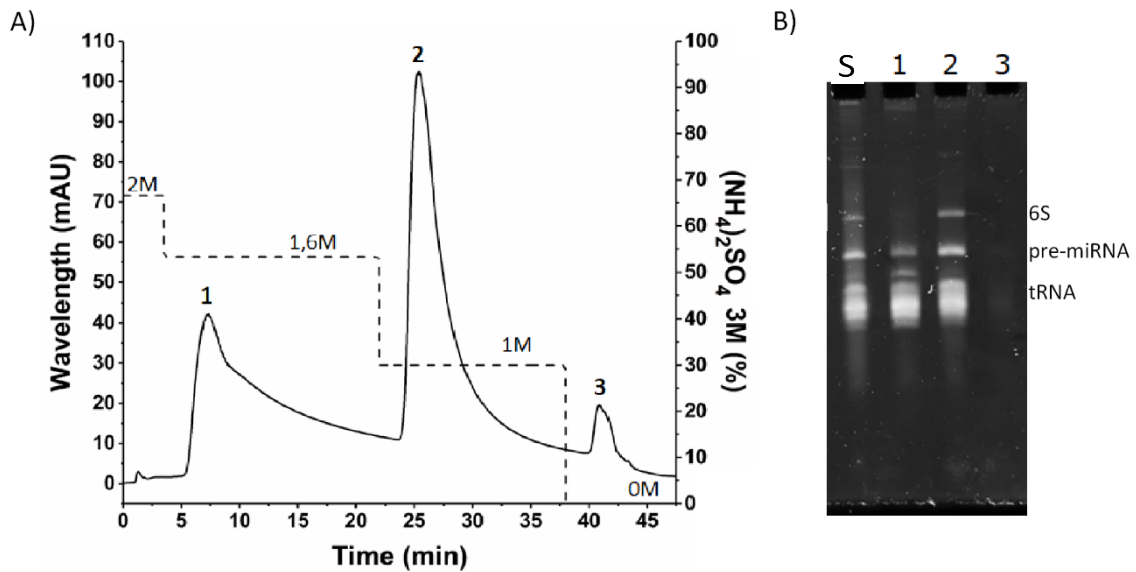 A)
Wavelength (mAU)
110
100
90
80
70
60
50
40
30
20
10
0
2M
1,6M
1M
0M
1
2
3
100
90
80
70
60
50
40
30
20
10
0
(NH4)2SO4 3M (%)
0 5 10 15 20 25 30 35 40 45
Time (min)
B)
S 1 2 3
6S
pre-miRNA
tRNA